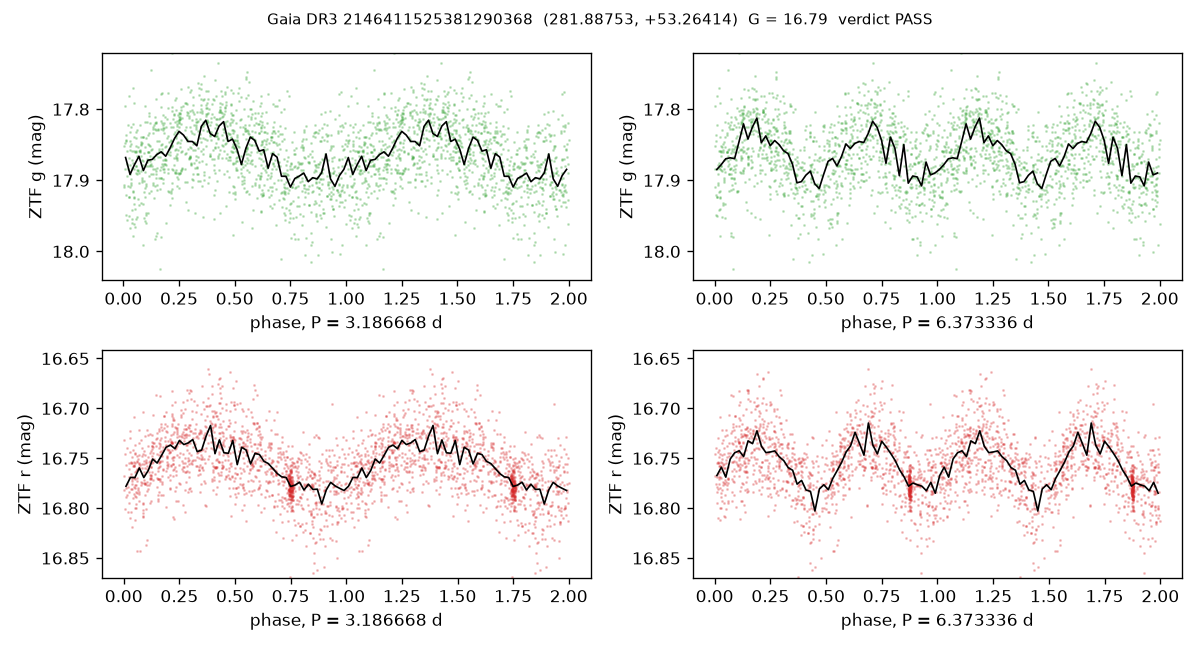 Gaia DR3 2146411525381290368 (281.88753, +53.26414) G = 16.79 verdict PASS
ZTF g (mag)
17.8
17.9
18.0
0.00 0.25 0.50 0.75 1.00 1.25 1.50 1.75 2.00
phase, P = 3.186668 d
ZTF g (mag)
17.8
17.9
18.0
0.00 0.25 0.50 0.75 1.00 1.25 1.50 1.75 2.00
phase, P = 6.373336 d
ZTF r (mag)
16.65
16.70
16.75
16.80
16.85
0.00 0.25 0.50 0.75 1.00 1.25 1.50 1.75 2.00
phase, P = 3.186668 d
ZTF r (mag)
16.65
16.70
16.75
16.80
16.85
0.00 0.25 0.50 0.75 1.00 1.25 1.50 1.75 2.00
phase, P = 6.373336 d